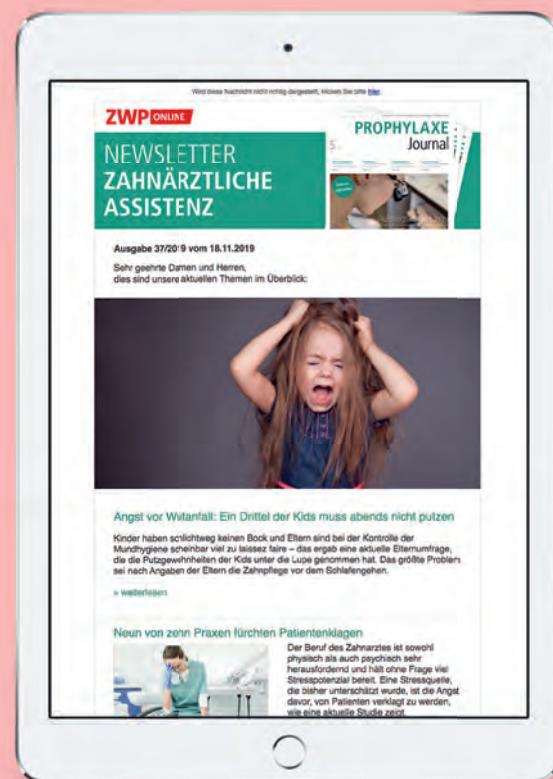 Wird diese Nachricht nicht richtig dargestellt, klicken Sie bitte hier.
ZWP ONLINE
PROPHYLAXE
Journal
NEWSLETTER
ZAHNÄRZTLICHE
ASSISTENZ
Ausgabe 37/2019 vom 18.11.2019
Sehr geehrte Damen und Herren,
dies sind unsere aktuellen Themen im Überblick:
Angst vor Wutanfall: Ein Drittel der Kids muss abends nicht putzen
Kinder haben schlichtweg keinen Bock und Eltern sind bei der Kontrolle der
Mundhygiene scheinbar viel zu laissez faire – das ergab eine aktuelle Elternumfrage,
die die Putzgewohnheiten der Kids unter die Lupe genommen hat. Das größte Problem
sei nach Angaben der Eltern die Zahnpflege vor dem Schlafengehen.
» weiterlesen
Neun von zehn Praxen fürchten Patientenklagen
Der Beruf des Zahnarztes ist sowohl
physisch als auch psychisch sehr
herausfordernd und hält ohne Frage viel
Stresspotenzial bereit. Eine Stressquelle,
die bisher unterschätzt wurde, ist die Angst
davor, von Patienten verklagt zu werden,
wie eine aktuelle Studie zeigt.